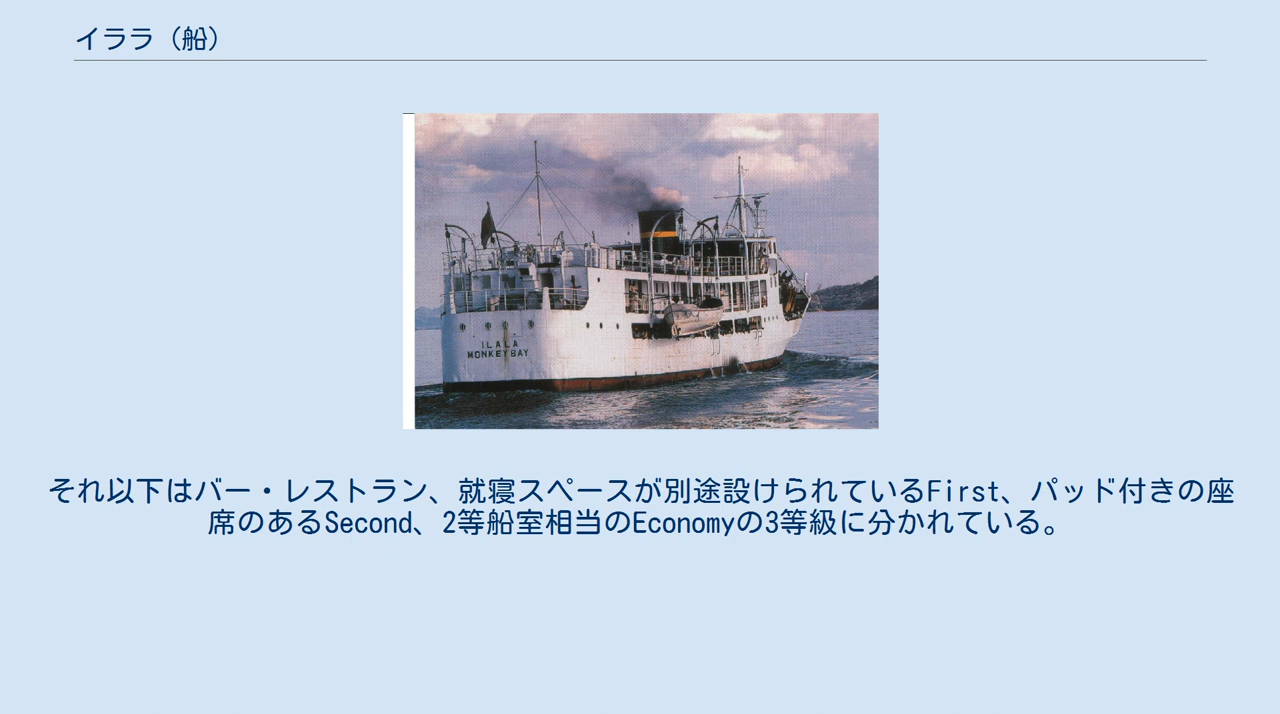 イララ（船）
ILALA
MONKEY BAY
それ以下はバー・レストラン、就寝スペースが別途設けられているFirst、パッド付きの座
席のあるSecond、2等船室相当のEconomyの3等級に分かれている。